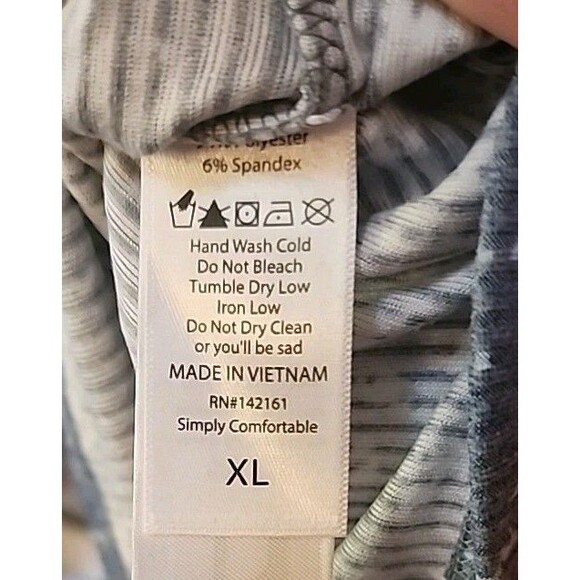 6% Spandex
Hand Wash Cold
Do Not Bleach
Tumble Dry Low
Iron Low
Do Not Dry Clean
or you'll be sad
MADE IN VIETNAM
RN#142161
Simply Comfortable
XL